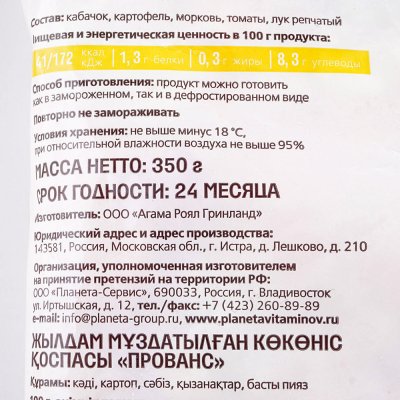 Состав: кабачок, картофель, морковь, томаты, лук репчатый
Пищевая и энергетическая ценность в 100 г продукта:
41/172 ккал кДж | 1,3 г белки | 0,3 г жиры | 8,3 г углеводы
Способ приготовления: продукт можно готовить
как в замороженном, так и в дефростированном виде
Повторно не замораживать
Условия хранения: не выше минус 18 °С,
при относительной влажности воздуха не выше 95%
МАССА НЕТТО: 350 г
СРОК ГОДНОСТИ: 24 МЕСЯЦА
Изготовитель: ООО «Агама Роял Гринланд»
Юридический адрес и адрес производства:
143581, Россия, Московская обл., г. Истра, д. Лешково, д. 210
Организация, уполномоченная изготовителем
на принятие претензий на территории РФ:
ООО «Планета-Сервис», 690033, Россия, г. Владивосток
ул. Иртышская, д. 12, тел./факс: +7 (423) 260-89-89
e-mail: info@planeta-group.ru, www.planetavitaminov.ru
ЖЫЛДАМ МҰЗДАТЫЛҒАН КӨКӨНІС
ҚОСПАСЫ «ПРОВАНС»
Құрамы: кәді, картоп, сәбіз, қызанақтар, басты пияз